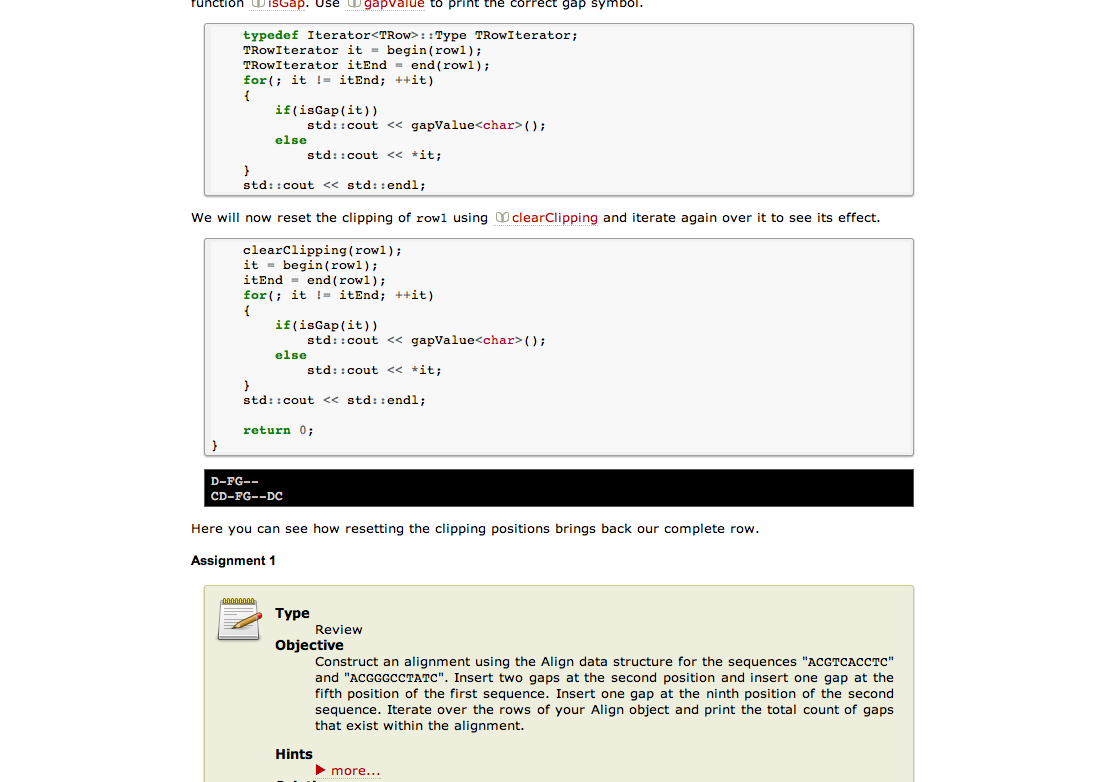 function isGap. Use gapValue to print the correct gap symbol.
typedef Iterator<TRow>::Type TRowIterator;
TRowIterator it = begin(row1);
TRowIterator itEnd = end(row1);
for(; it != itEnd; ++it)
{
if(isGap(it))
std::cout << gapValue<char>();
else
std::cout << *it;
}
std::cout << std::endl;
We will now reset the clipping of row1 using clearClipping and iterate again over it to see its effect.
clearClipping(row1);
it = begin(row1);
itEnd = end(row1);
for(; it != itEnd; ++it)
{
if(isGap(it))
std::cout << gapValue<char>();
else
std::cout << *it;
}
std::cout << std::endl;
return 0;
}
D-FG--
CD-FG--DC
Here you can see how resetting the clipping positions brings back our complete row.
Assignment 1
Type
Review
Objective
Construct an alignment using the Align data structure for the sequences "ACGTCACCTC"
and "ACGGGCCTATC". Insert two gaps at the second position and insert one gap at the
fifth position of the first sequence. Insert one gap at the ninth position of the second
sequence. Iterate over the rows of your Align object and print the total count of gaps
that exist within the alignment.
Hints
more...